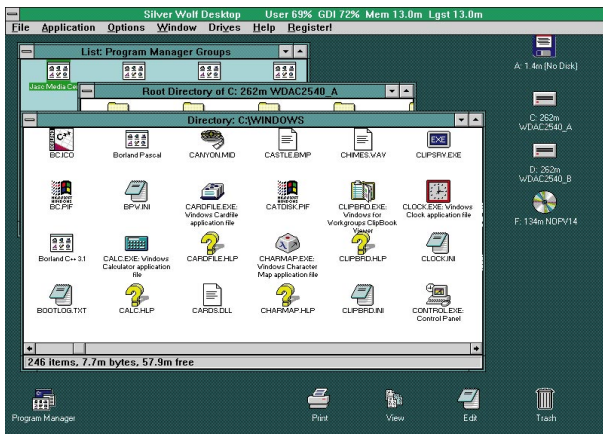 Silver Wolf Desktop User 69% GDI 72% Mem 13.0m Lgst 13.0m
File Application Options Window Drives Help Register!
List: Program Manager Groups
Jasc Media Ce
Root Directory of C: 262m WDAC2540_A
Directory: C:\WINDOWS
BC.ICO
Borland Pascal
CANYON.MID
CASTLE.BMP
CHIMES.WAV
CLIPSRV.EXE
BC.PIF
BPW.INI
CARDFILE.EXE:
Windows Cardfile
application file
CATDISK.PIF
CLIPBRD.EXE:
Windows for
Workgroups ClipBook
Viewer
CLOCK.EXE: Windows
Clock application file
Borland C++ 3.1
CALC.EXE: Windows
Calculator application
file
CARDFILE.HLP
CHARMAP.EXE:
Windows Character
Map application file
CLIPBRD.HLP
CLOCK.INI
BOOTLOG.TXT
CALC.HLP
CARDS.DLL
CHARMAP.HLP
CLIPBRD.INI
CONTROL.EXE:
Control Panel
246 items, 7.7m bytes, 57.9m free
A: 1.4m [No Disk]
C: 262m
WDAC2540_A
D: 262m
WDAC2540_B
F: 134m NOPV14
Program Manager
Print
View
Edit
Trash